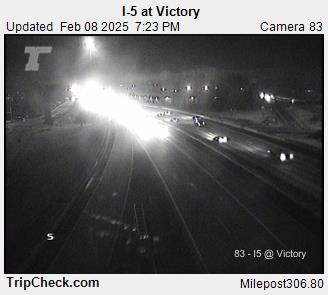 I-5 at Victory
Updated Feb 08 2025 7:23 PM Camera 83
T
S
83 - I5 @ Victory
TripCheck.com Milepost306.80